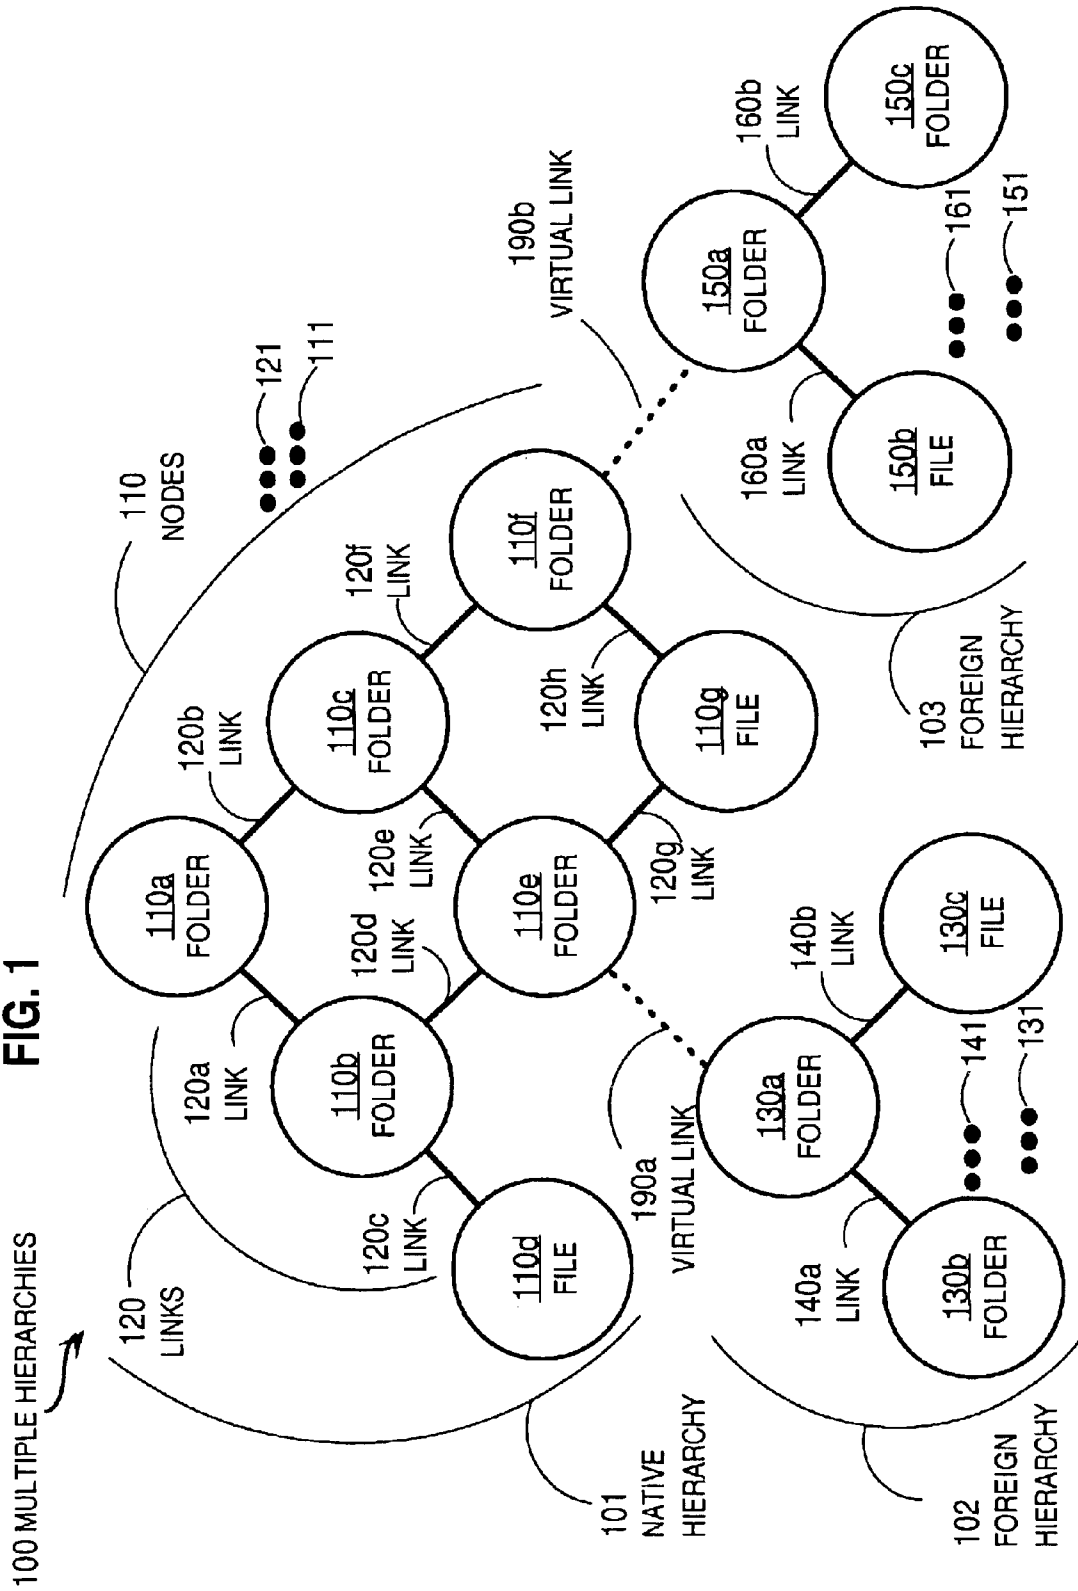 FIG. 1
100 MULTIPLE HIERARCHIES
110
NODES
121
111
120
LINKS
110a
FOLDER
120a
LINK
120b
LINK
110b
FOLDER
110c
FOLDER
120c
LINK
120d
LINK
120e
LINK
120f
LINK
110d
FILE
110e
FOLDER
110f
FOLDER
120g
LINK
120h
LINK
110g
FILE
101
NATIVE
HIERARCHY
190a
VIRTUAL LINK
190b
VIRTUAL LINK
130a
FOLDER
140a
LINK
140b
LINK
130b
FOLDER
130c
FILE
141
131
102
FOREIGN
HIERARCHY
150a
FOLDER
160a
LINK
160b
LINK
150b
FILE
150c
FOLDER
161
151
103
FOREIGN
HIERARCHY